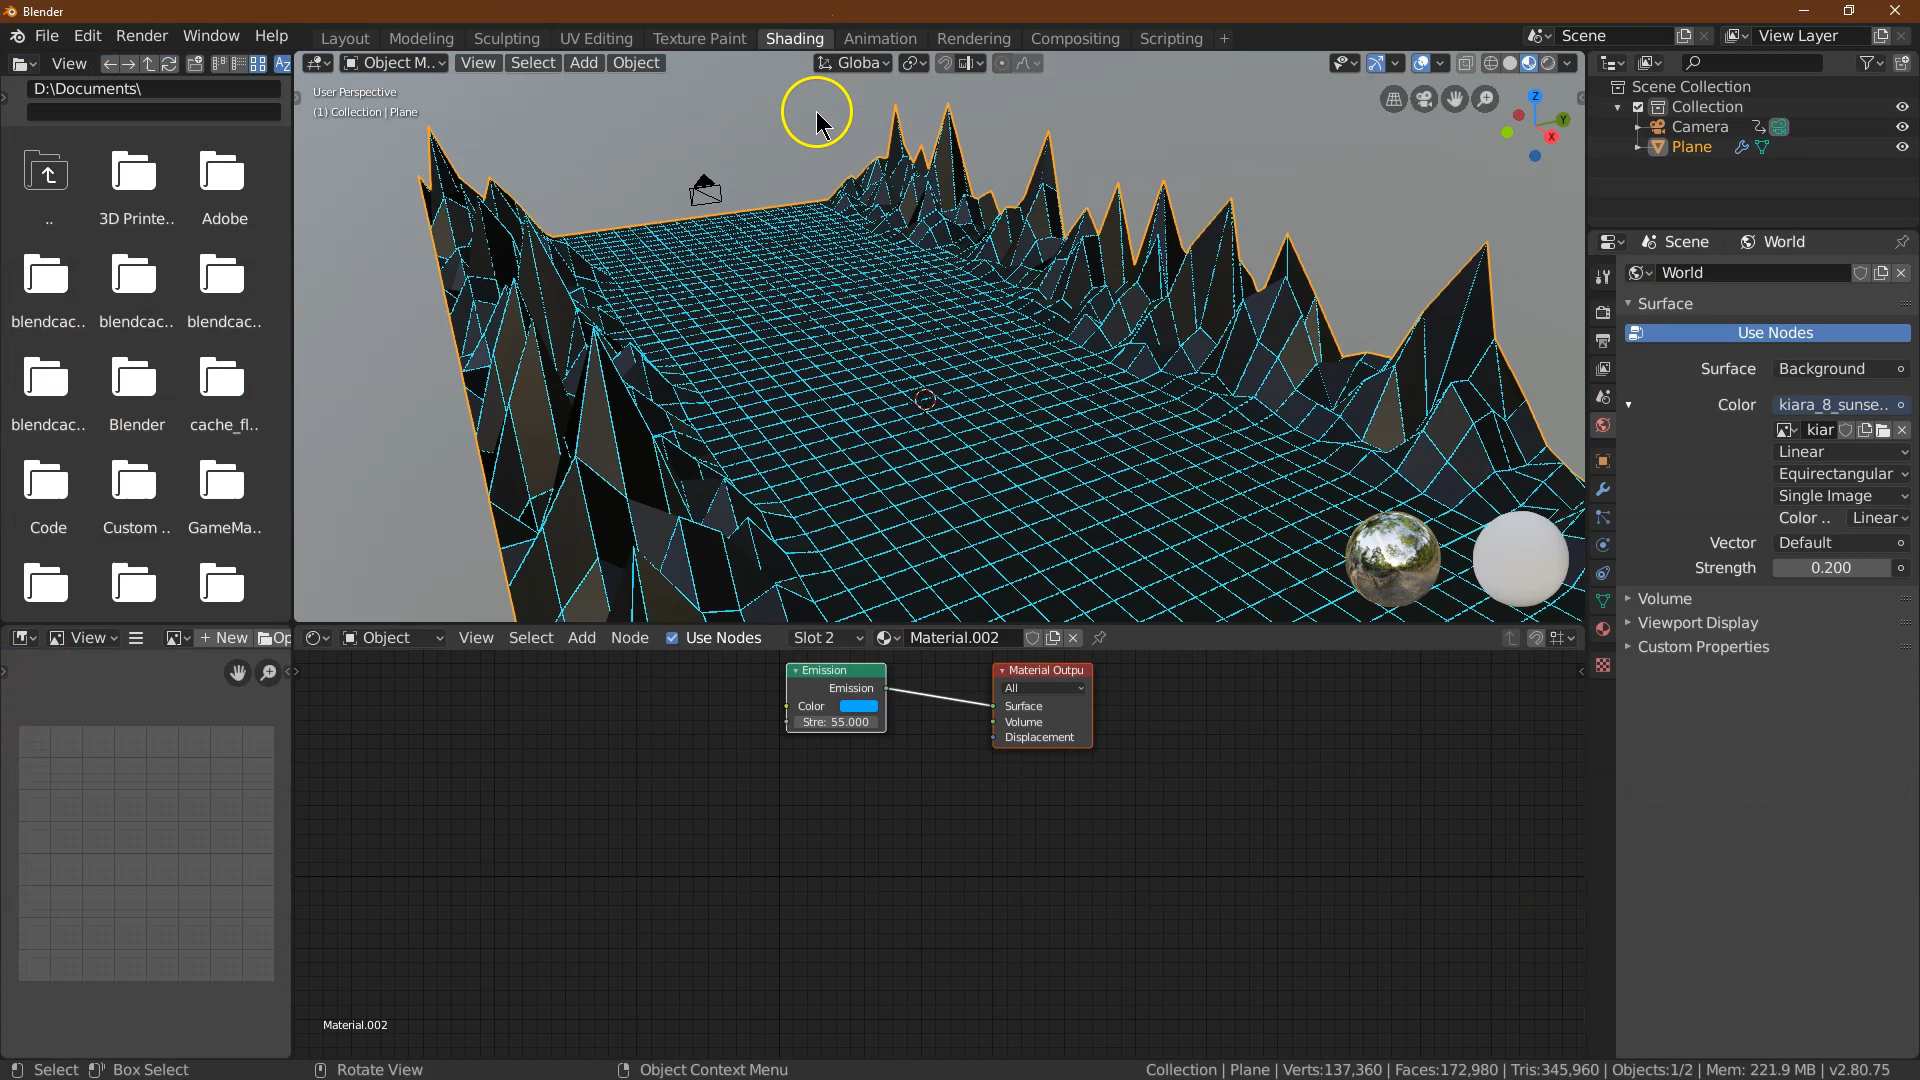 Blender
File Edit Render Window Help
Layout Modeling Sculpting UV Editing Texture Paint Shading Animation Rendering Compositing Scripting +
Scene
View Layer
View
D:\Documents\
..
3D Printe..
Adobe
blendcac..
blendcac..
blendcac..
blendcac..
Blender
cache_fl..
Code
Custom ..
GameMa..
Object M..
View Select Add Object
Globa
User Perspective
(1) Collection | Plane
Z
Y
X
Scene Collection
Collection
Camera
Plane
Scene
World
World
Surface
Use Nodes
Surface Background
Color kiara_8_sunse..
kiar
Linear
Equirectangular
Single Image
Color .. Linear
Vector Default
Strength 0.200
Volume
Viewport Display
Custom Properties
View
+ New
Op
Object
View Select Add Node
Use Nodes
Slot 2
Material.002
Emission
Emission
Color
Stre: 55.000
Material Outpu
All
Surface
Volume
Displacement
Material.002
Select Box Select Rotate View Object Context Menu
Collection | Plane | Verts:137,360 | Faces:172,980 | Tris:345,960 | Objects:1/2 | Mem: 221.9 MB | v2.80.75